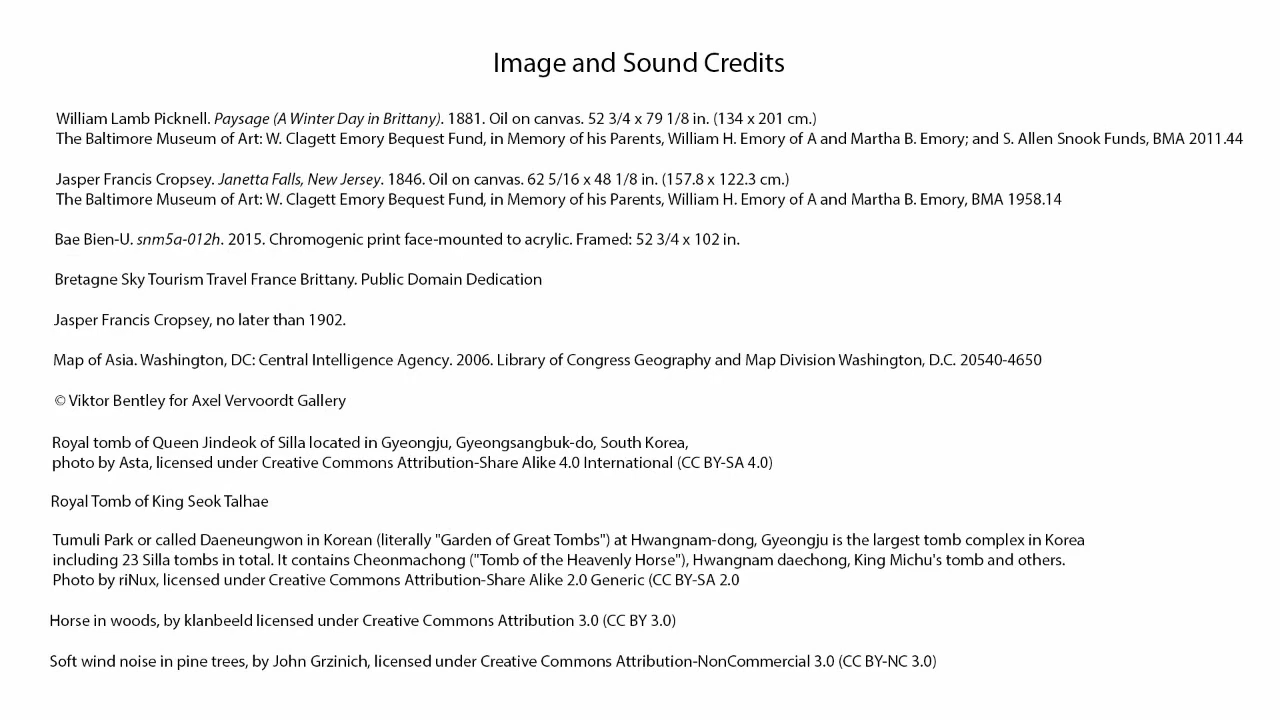 Image and Sound Credits
William Lamb Picknell. Paysage (A Winter Day in Brittany). 1881. Oil on canvas. 52 3/4 x 79 1/8 in. (134 x 201 cm.)
The Baltimore Museum of Art: W. Clagett Emory Bequest Fund, in Memory of his Parents, William H. Emory of A and Martha B. Emory; and S. Allen Snook Funds, BMA 2011.44
Jasper Francis Cropsey. Janetta Falls, New Jersey. 1846. Oil on canvas. 62 5/16 x 48 1/8 in. (157.8 x 122.3 cm.)
The Baltimore Museum of Art: W. Clagett Emory Bequest Fund, in Memory of his Parents, William H. Emory of A and Martha B. Emory, BMA 1958.14
Bae Bien-U. snm5a-012h. 2015. Chromogenic print face-mounted to acrylic. Framed: 52 3/4 x 102 in.
Bretagne Sky Tourism Travel France Brittany. Public Domain Dedication
Jasper Francis Cropsey, no later than 1902.
Map of Asia. Washington, DC: Central Intelligence Agency. 2006. Library of Congress Geography and Map Division Washington, D.C. 20540-4650
© Viktor Bentley for Axel Vervoordt Gallery
Royal tomb of Queen Jindeok of Silla located in Gyeongju, Gyeongsangbuk-do, South Korea,
photo by Asta, licensed under Creative Commons Attribution-Share Alike 4.0 International (CC BY-SA 4.0)
Royal Tomb of King Seok Talhae
Tumuli Park or called Daeneungwon in Korean (literally "Garden of Great Tombs") at Hwangnam-dong, Gyeongju is the largest tomb complex in Korea
including 23 Silla tombs in total. It contains Cheonmachong ("Tomb of the Heavenly Horse"), Hwangnam daechong, King Michu's tomb and others.
Photo by riNux, licensed under Creative Commons Attribution-Share Alike 2.0 Generic (CC BY-SA 2.0
Horse in woods, by klanbeeld licensed under Creative Commons Attribution 3.0 (CC BY 3.0)
Soft wind noise in pine trees, by John Grzinich, licensed under Creative Commons Attribution-NonCommercial 3.0 (CC BY-NC 3.0)